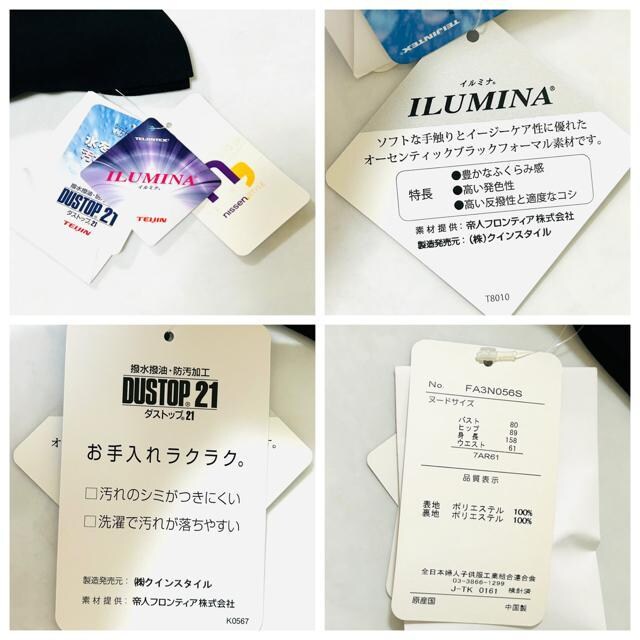 水を
汚
撥水撥油・防
DUSTOP 21
ダストップ21
TEIJIN
TEIJINTEX
ILUMINA®
イルミナ®
TEIJIN
nissen
TEIJINTEX
イルミナ®
ILUMINA®
ソフトな手触りとイージーケア性に優れた
オーセンティックブラックフォーマル素材です。
特長
●豊かなふくらみ感
●高い発色性
●高い反撥性と適度なコシ
素材提供：帝人フロンティア株式会社
製造発売元：(株)クインスタイル
T8010
撥水撥油・防汚加工
DUSTOP 21
ダストップ®21
お手入れラクラク。
□汚れのシミがつきにくい
□洗濯で汚れが落ちやすい
製造発売元：㈱クインスタイル
素材提供：帝人フロンティア株式会社
K0567
オ
す。
No. FA3N056S
ヌードサイズ
バスト 80
ヒップ 89
身長 158
ウエスト 61
7AR61
品質表示
表地 ポリエステル 100%
裏地 ポリエステル 100%
全日本婦人子供服工業組合連合会
03-3866-1299
J-TK 0161 検針済
原産国 中国製